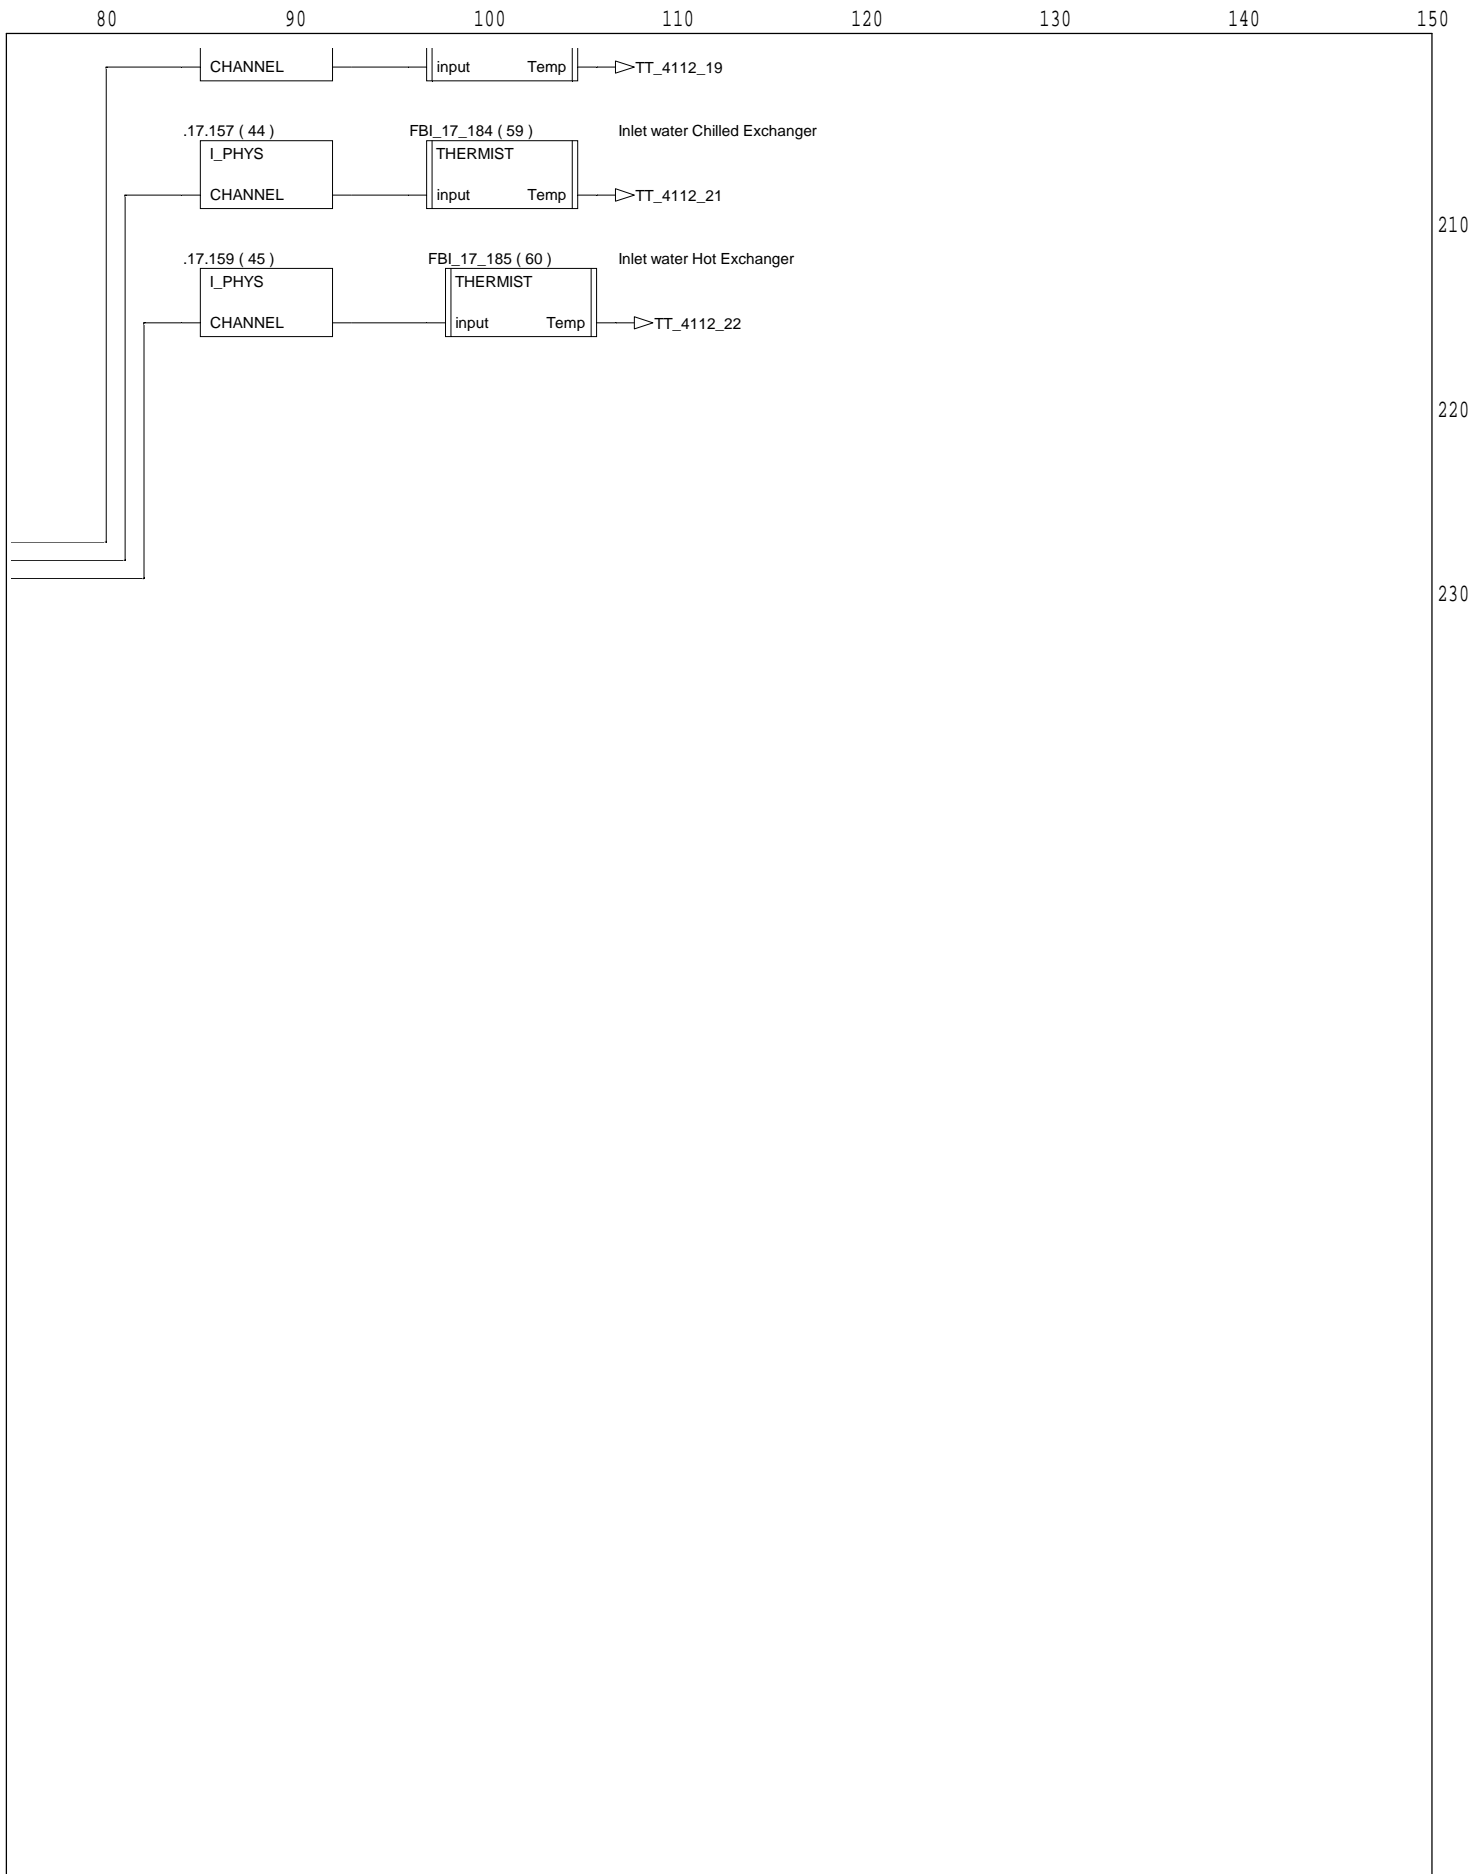 80 90 100 110 120 130 140 150
CHANNEL input Temp TT_4112_19
.17.157 ( 44 ) FBI_17_184 ( 59 ) Inlet water Chilled Exchanger
I_PHYS THERMIST
CHANNEL input Temp TT_4112_21
210
.17.159 ( 45 ) FBI_17_185 ( 60 ) Inlet water Hot Exchanger
I_PHYS THERMIST
CHANNEL input Temp TT_4112_22
220
230